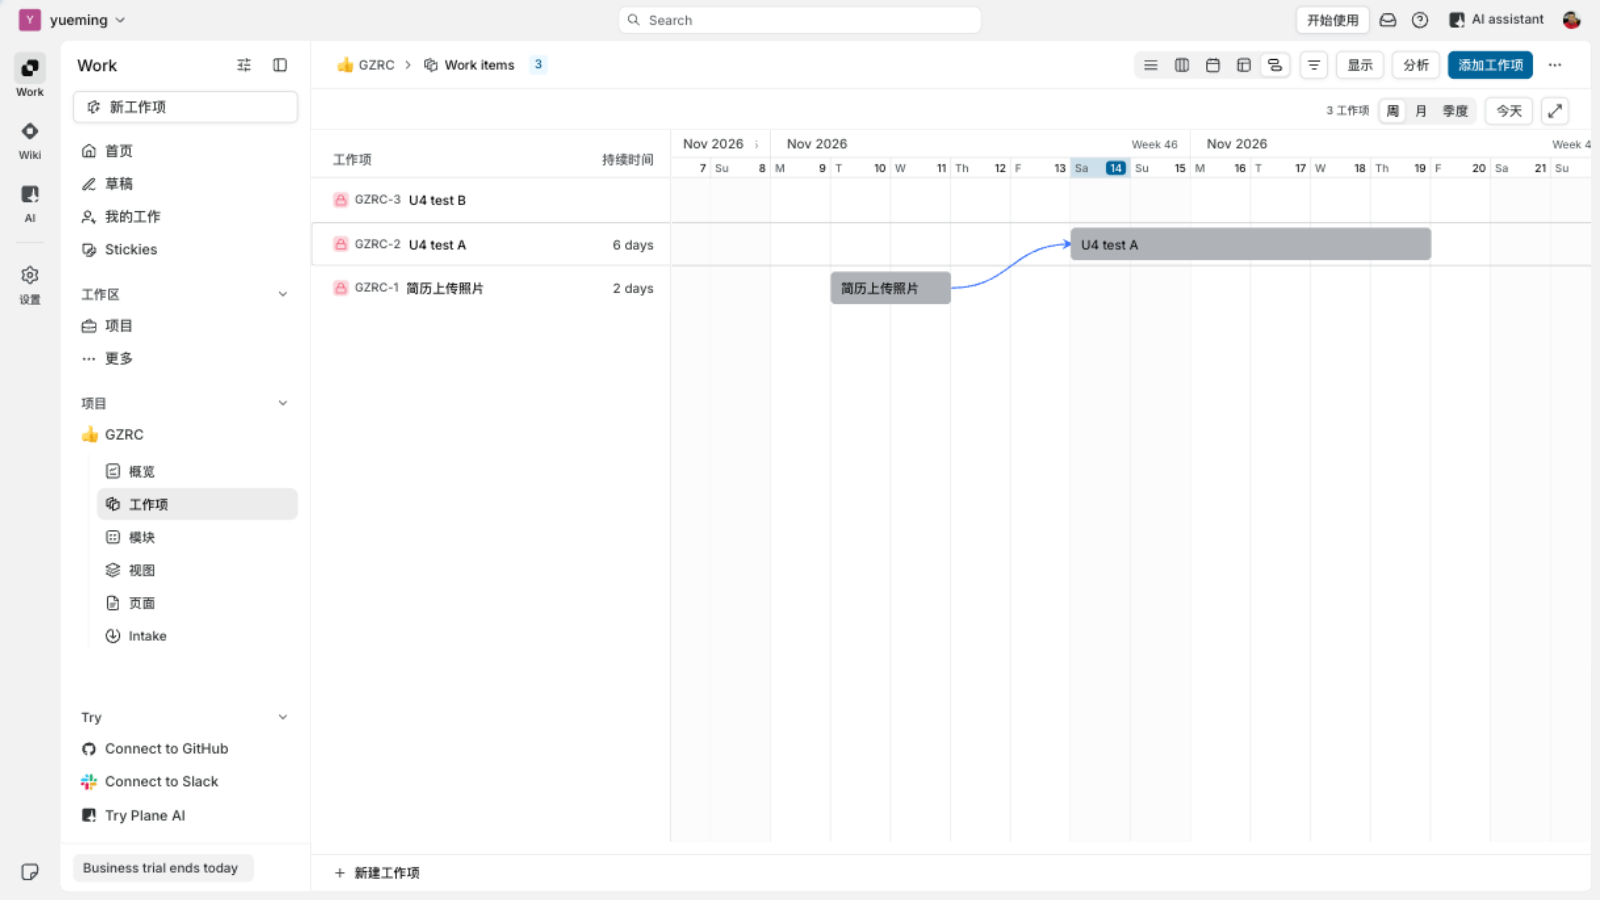 Y yueming
Search
开始使用
AI assistant
Work
Wiki
AI
设置
Work
新工作项
首页
草稿
我的工作
Stickies
工作区
项目
更多
项目
GZRC
概览
工作项
模块
视图
页面
Intake
Try
Connect to GitHub
Connect to Slack
Try Plane AI
Business trial ends today
GZRC > Work items 3
显示
分析
添加工作项
3 工作项
周
月
季度
今天
工作项 持续时间
Nov 2026 Nov 2026 Week 46 Nov 2026 Week 4
7 Su 8 M 9 T 10 W 11 Th 12 F 13 Sa 14 Su 15 M 16 T 17 W 18 Th 19 F 20 Sa 21 Su
GZRC-3 U4 test B
GZRC-2 U4 test A 6 days
U4 test A
GZRC-1 简历上传照片 2 days
简历上传照片
新建工作项